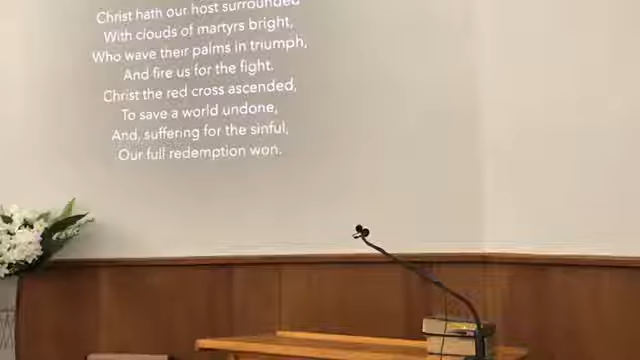 Christ hath our host surrounded
With clouds of martyrs bright,
Who wave their palms in triumph,
And fire us for the fight.
Christ the red cross ascended,
To save a world undone,
And, suffering for the sinful,
Our full redemption won.